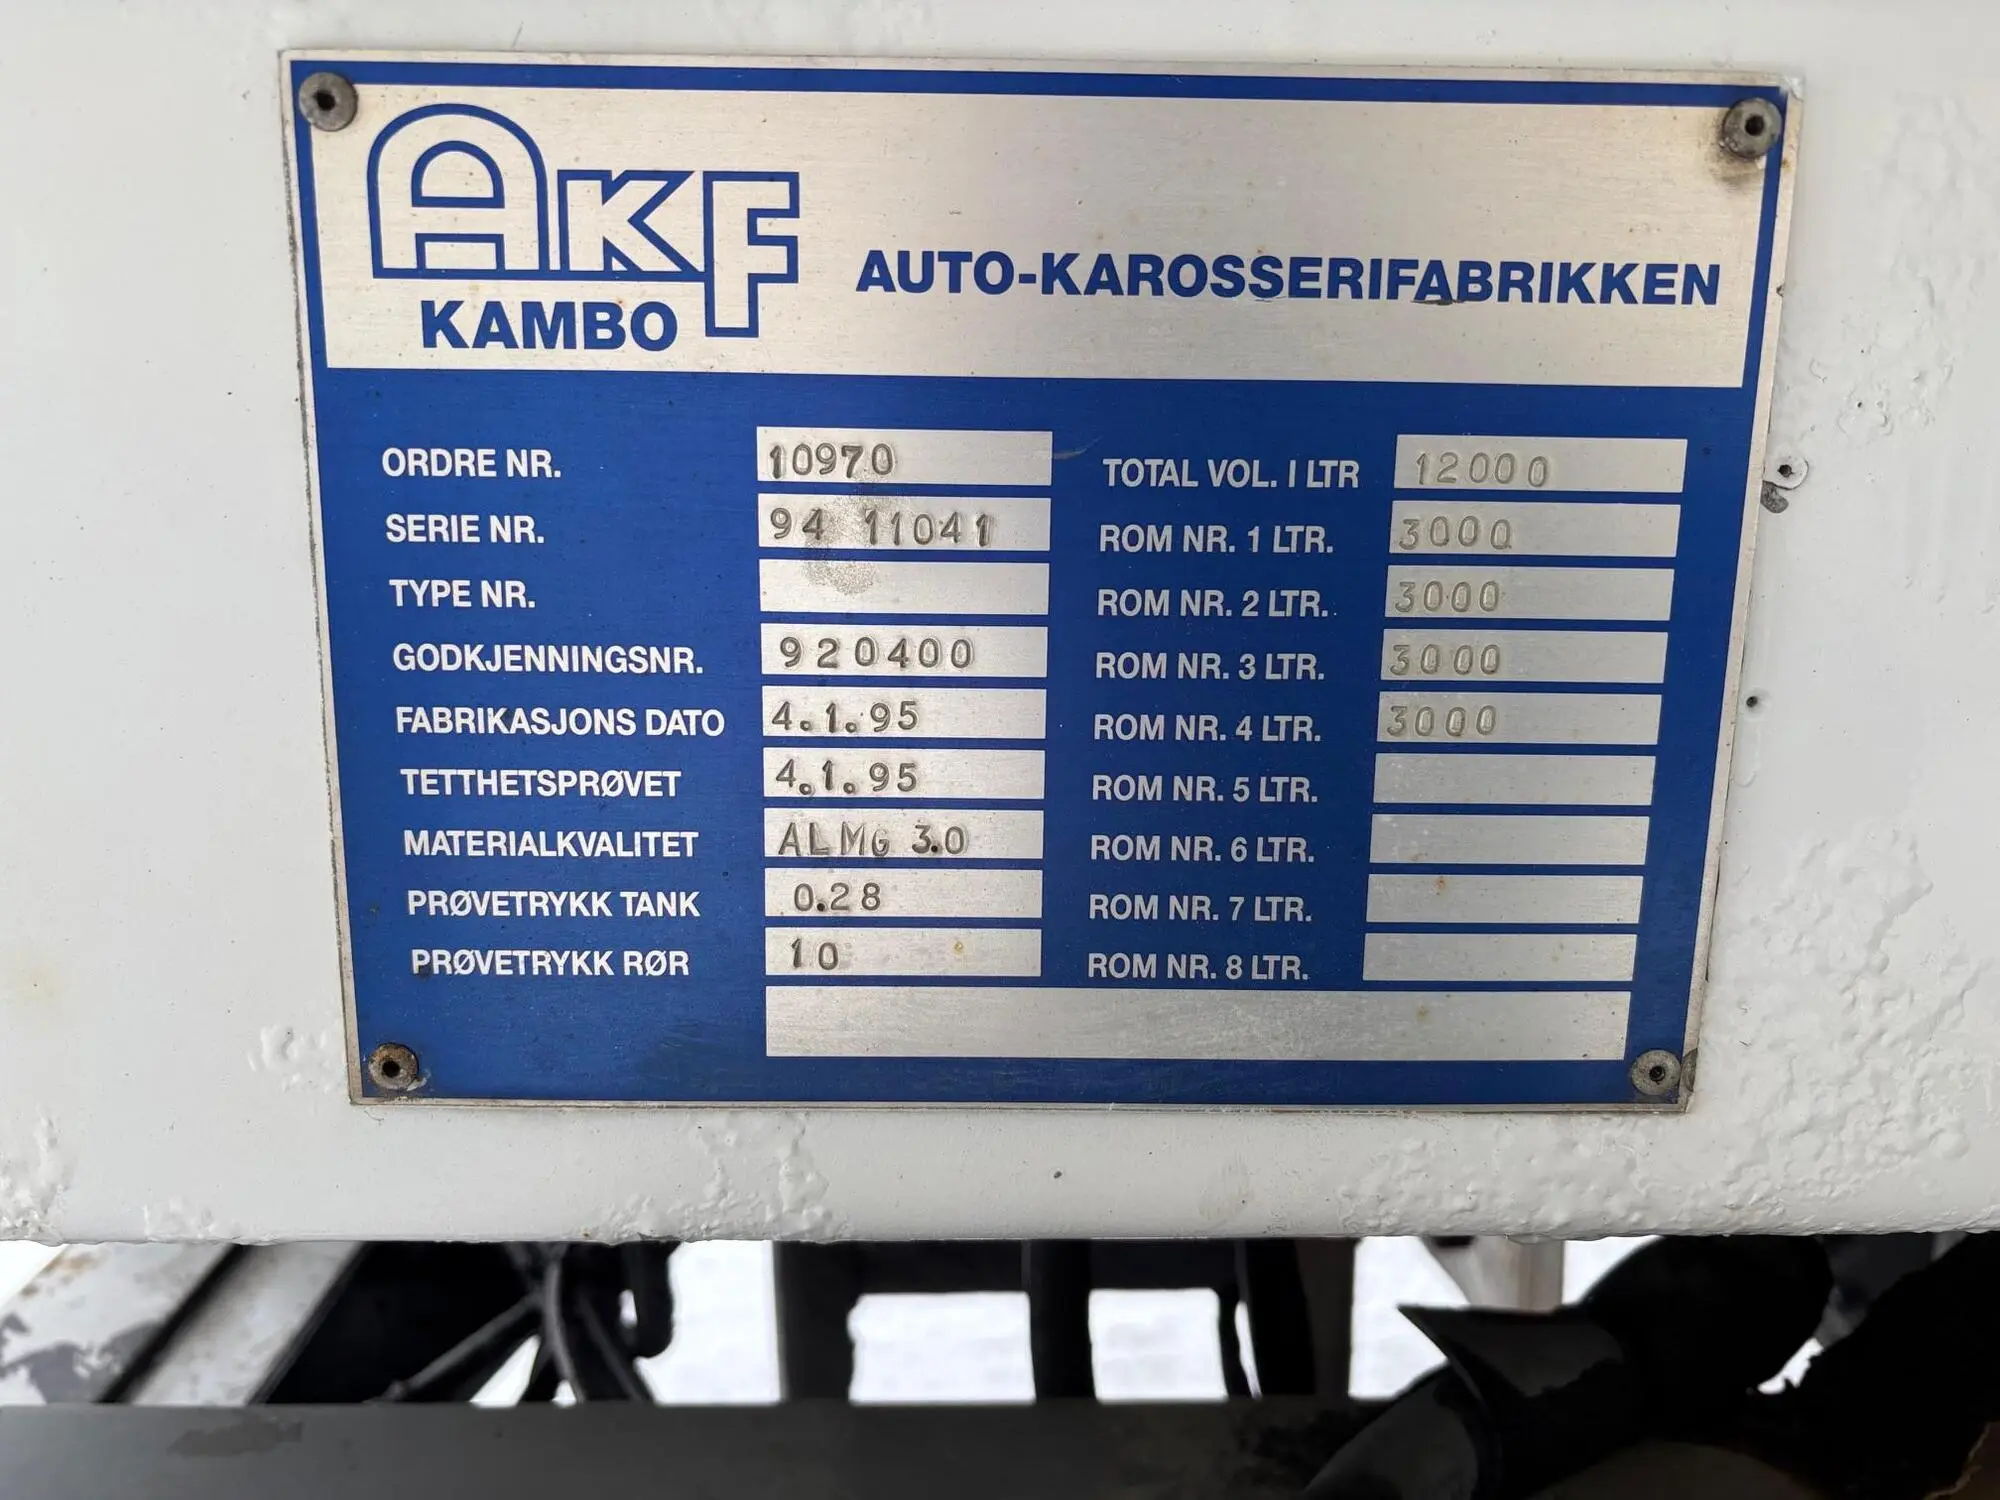 AKF
KAMBO
AUTO-KAROSSERIFABRIKKEN
ORDRE NR. 10970
SERIE NR. 94 11041
TYPE NR.
GODKJENNINGSNR. 920400
FABRIKASJONS DATO 4.1.95
TETTHETSPRØVET 4.1.95
MATERIALKVALITET ALMG 3.0
PRØVETRYKK TANK 0.28
PRØVETRYKK RØR 10
TOTAL VOL. I LTR 12000
ROM NR. 1 LTR. 3000
ROM NR. 2 LTR. 3000
ROM NR. 3 LTR. 3000
ROM NR. 4 LTR. 3000
ROM NR. 5 LTR.
ROM NR. 6 LTR.
ROM NR. 7 LTR.
ROM NR. 8 LTR.